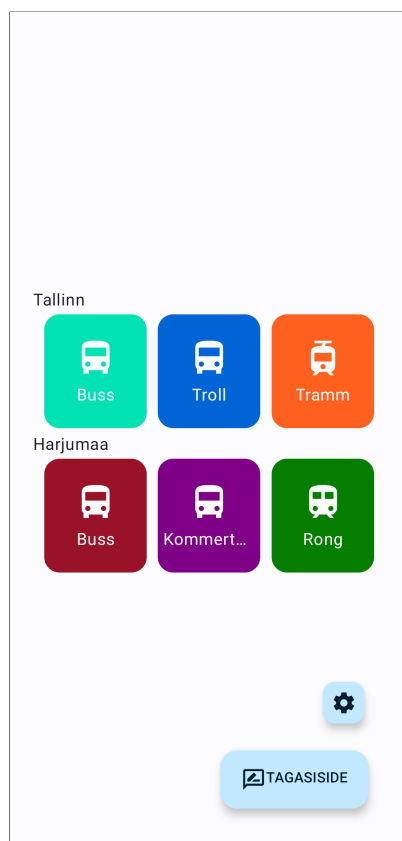 Tallinn
Buss Troll Tramm
Harjumaa
Buss Kommert... Rong
TAGASISIDE